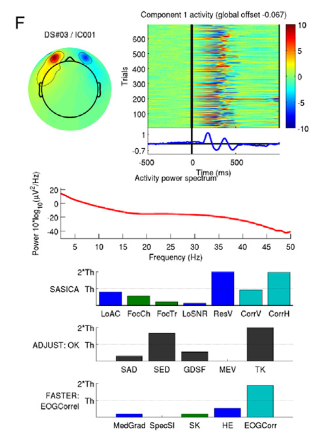 F
DS#03 / IC001
Component 1 activity (global offset -0.067)
Trials
600
500
400
300
200
100
10
5
0
-5
-10
1
-0.7
-500 0 500
Time (ms)
Activity power spectrum
Power 10*log10(μV²/Hz)
20
0
-20
-40
5 10 15 20 25 30 35 40 45 50
Frequency (Hz)
SASICA
2*Th
Th
LoAC FocCh FocTr LoSNR ResV CorrV CorrH
ADJUST: OK
2*Th
Th
SAD SED GDSF MEV TK
FASTER:
EOGCorrel
2*Th
Th
MedGrad SpecSl SK HE EOGCorr